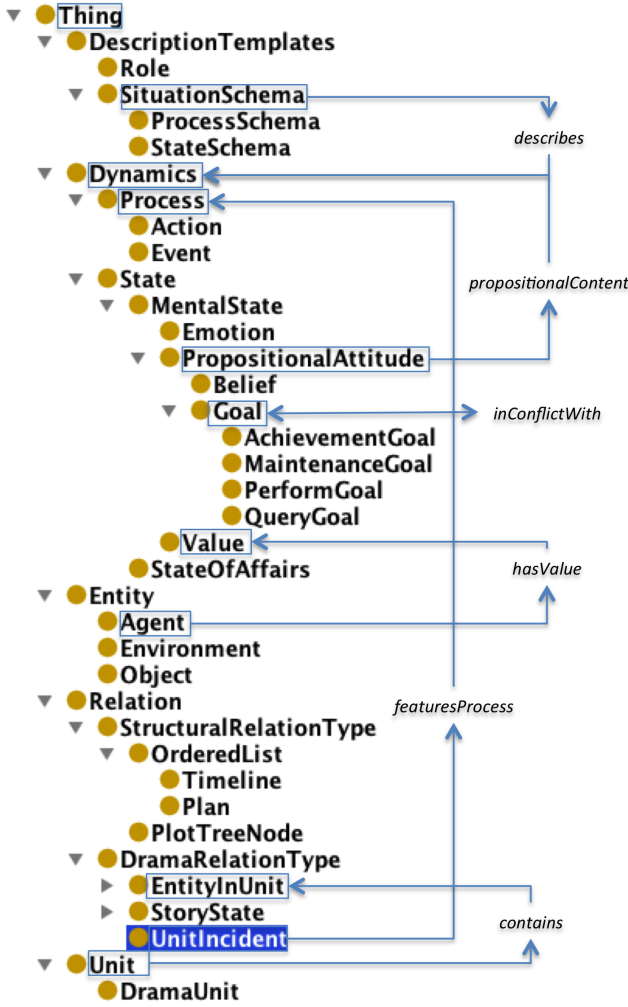 Thing
DescriptionTemplates
Role
SituationSchema
ProcessSchema
describes
StateSchema
Dynamics
Process
Action
Event
State
propositionalContent
MentalState
Emotion
PropositionalAttitude
Belief
Goal
inConflictWith
AchievementGoal
MaintenanceGoal
PerformGoal
QueryGoal
Value
StateOfAffairs
hasValue
Entity
Agent
Environment
Object
Relation
featuresProcess
StructuralRelationType
OrderedList
Timeline
Plan
PlotTreeNode
DramaRelationType
EntityInUnit
StoryState
contains
UnitIncident
Unit
DramaUnit